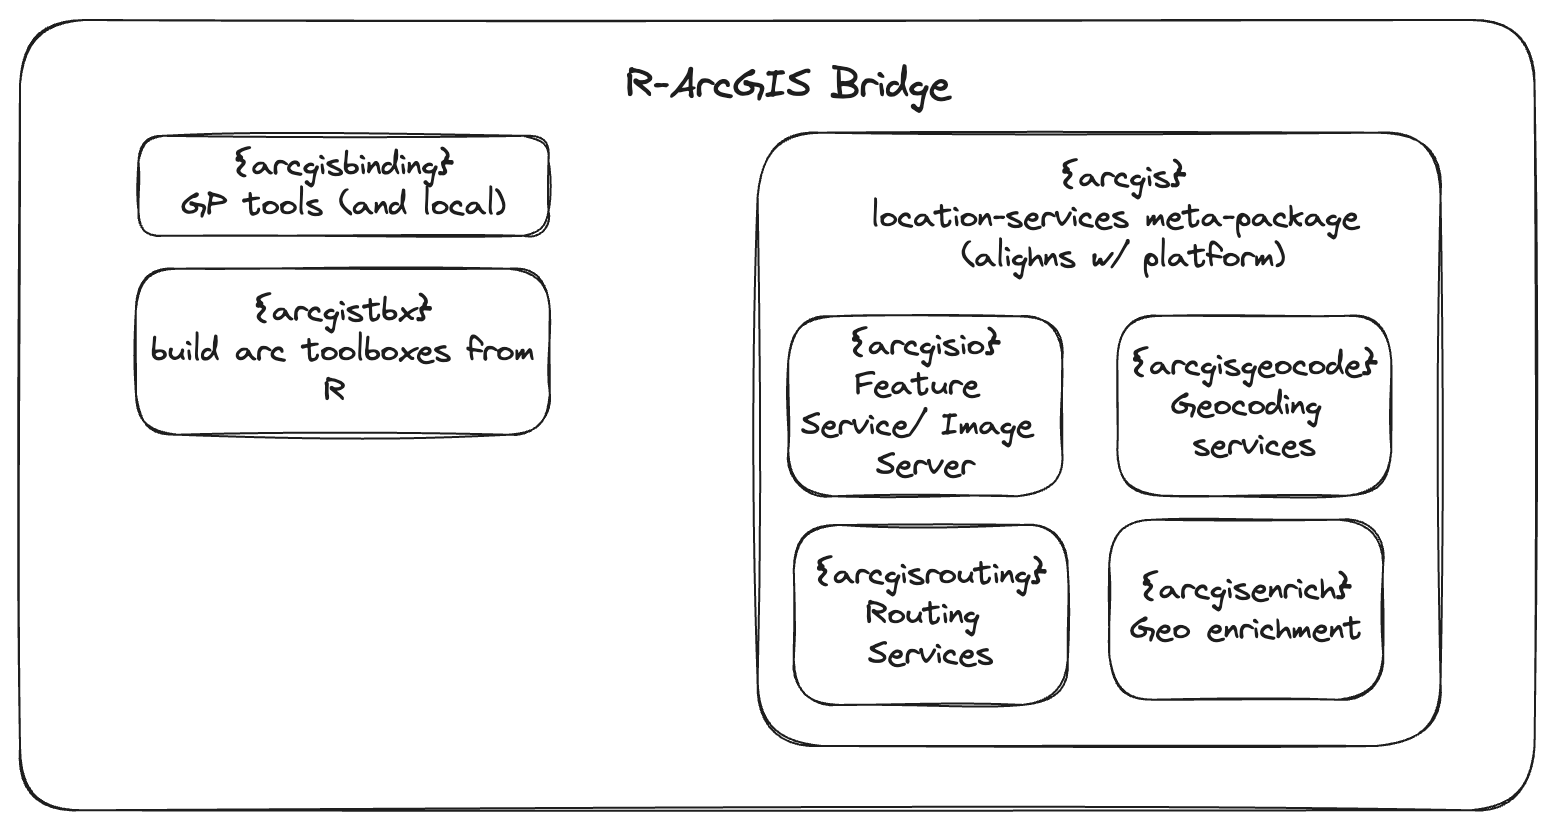 R-ArcGIS Bridge
{arcgisbinding}
GP tools (and local)
{arcgistbx}
build arc toolboxes from
R
{arcgis}
location-services meta-package
(alighns w/ platform)
{arcgisio}
Feature
Service/ Image
Server
{arcgisgeocode}
Geocoding
services
{arcgisrouting}
Routing
Services
{arcgisenrich}
Geo enrichment